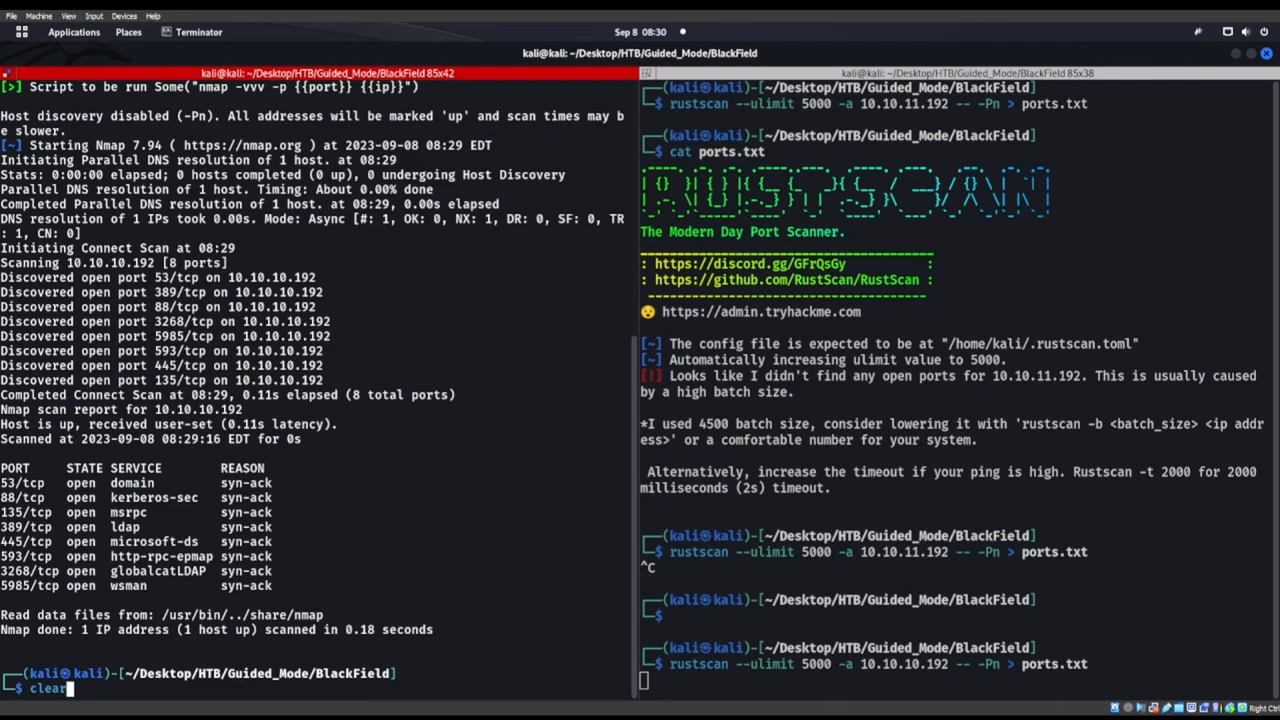 File Machine View Input Devices Help
Applications Places Terminator Sep 8 08:30
kali@kali: ~/Desktop/HTB/Guided_Mode/BlackField
kali@kali: ~/Desktop/HTB/Guided_Mode/BlackField 85x42
[>] Script to be run Some("nmap -vvv -p {{port}} {{ip}}")
Host discovery disabled (-Pn). All addresses will be marked 'up' and scan times may b
e slower.
[~] Starting Nmap 7.94 ( https://nmap.org ) at 2023-09-08 08:29 EDT
Initiating Parallel DNS resolution of 1 host. at 08:29
Stats: 0:00:00 elapsed; 0 hosts completed (0 up), 0 undergoing Host Discovery
Parallel DNS resolution of 1 host. Timing: About 0.00% done
Completed Parallel DNS resolution of 1 host. at 08:29, 0.00s elapsed
DNS resolution of 1 IPs took 0.00s. Mode: Async [#: 1, OK: 0, NX: 1, DR: 0, SF: 0, TR
: 1, CN: 0]
Initiating Connect Scan at 08:29
Scanning 10.10.10.192 [8 ports]
Discovered open port 53/tcp on 10.10.10.192
Discovered open port 389/tcp on 10.10.10.192
Discovered open port 88/tcp on 10.10.10.192
Discovered open port 3268/tcp on 10.10.10.192
Discovered open port 5985/tcp on 10.10.10.192
Discovered open port 593/tcp on 10.10.10.192
Discovered open port 445/tcp on 10.10.10.192
Discovered open port 135/tcp on 10.10.10.192
Completed Connect Scan at 08:29, 0.11s elapsed (8 total ports)
Nmap scan report for 10.10.10.192
Host is up, received user-set (0.11s latency).
Scanned at 2023-09-08 08:29:16 EDT for 0s
PORT STATE SERVICE REASON
53/tcp open domain syn-ack
88/tcp open kerberos-sec syn-ack
135/tcp open msrpc syn-ack
389/tcp open ldap syn-ack
445/tcp open microsoft-ds syn-ack
593/tcp open http-rpc-epmap syn-ack
3268/tcp open globalcatLDAP syn-ack
5985/tcp open wsman syn-ack
Read data files from: /usr/bin/../share/nmap
Nmap done: 1 IP address (1 host up) scanned in 0.18 seconds
(kali㉿kali)-[~/Desktop/HTB/Guided_Mode/BlackField]
$ clear
kali@kali: ~/Desktop/HTB/Guided_Mode/BlackField 85x38
(kali㉿kali)-[~/Desktop/HTB/Guided_Mode/BlackField]
$ rustscan --ulimit 5000 -a 10.10.11.192 -- -Pn > ports.txt
(kali㉿kali)-[~/Desktop/HTB/Guided_Mode/BlackField]
$ cat ports.txt
RUSTSCAN
The Modern Day Port Scanner.
: https://discord.gg/GFrQsGy :
: https://github.com/RustScan/RustScan :
😵 https://admin.tryhackme.com
[~] The config file is expected to be at "/home/kali/.rustscan.toml"
[~] Automatically increasing ulimit value to 5000.
[!] Looks like I didn't find any open ports for 10.10.11.192. This is usually caused
by a high batch size.
*I used 4500 batch size, consider lowering it with 'rustscan -b <batch_size> <ip addr
ess>' or a comfortable number for your system.
Alternatively, increase the timeout if your ping is high. Rustscan -t 2000 for 2000
milliseconds (2s) timeout.
(kali㉿kali)-[~/Desktop/HTB/Guided_Mode/BlackField]
$ rustscan --ulimit 5000 -a 10.10.11.192 -- -Pn > ports.txt
^C
(kali㉿kali)-[~/Desktop/HTB/Guided_Mode/BlackField]
$
(kali㉿kali)-[~/Desktop/HTB/Guided_Mode/BlackField]
$ rustscan --ulimit 5000 -a 10.10.10.192 -- -Pn > ports.txt
Right Ctrl